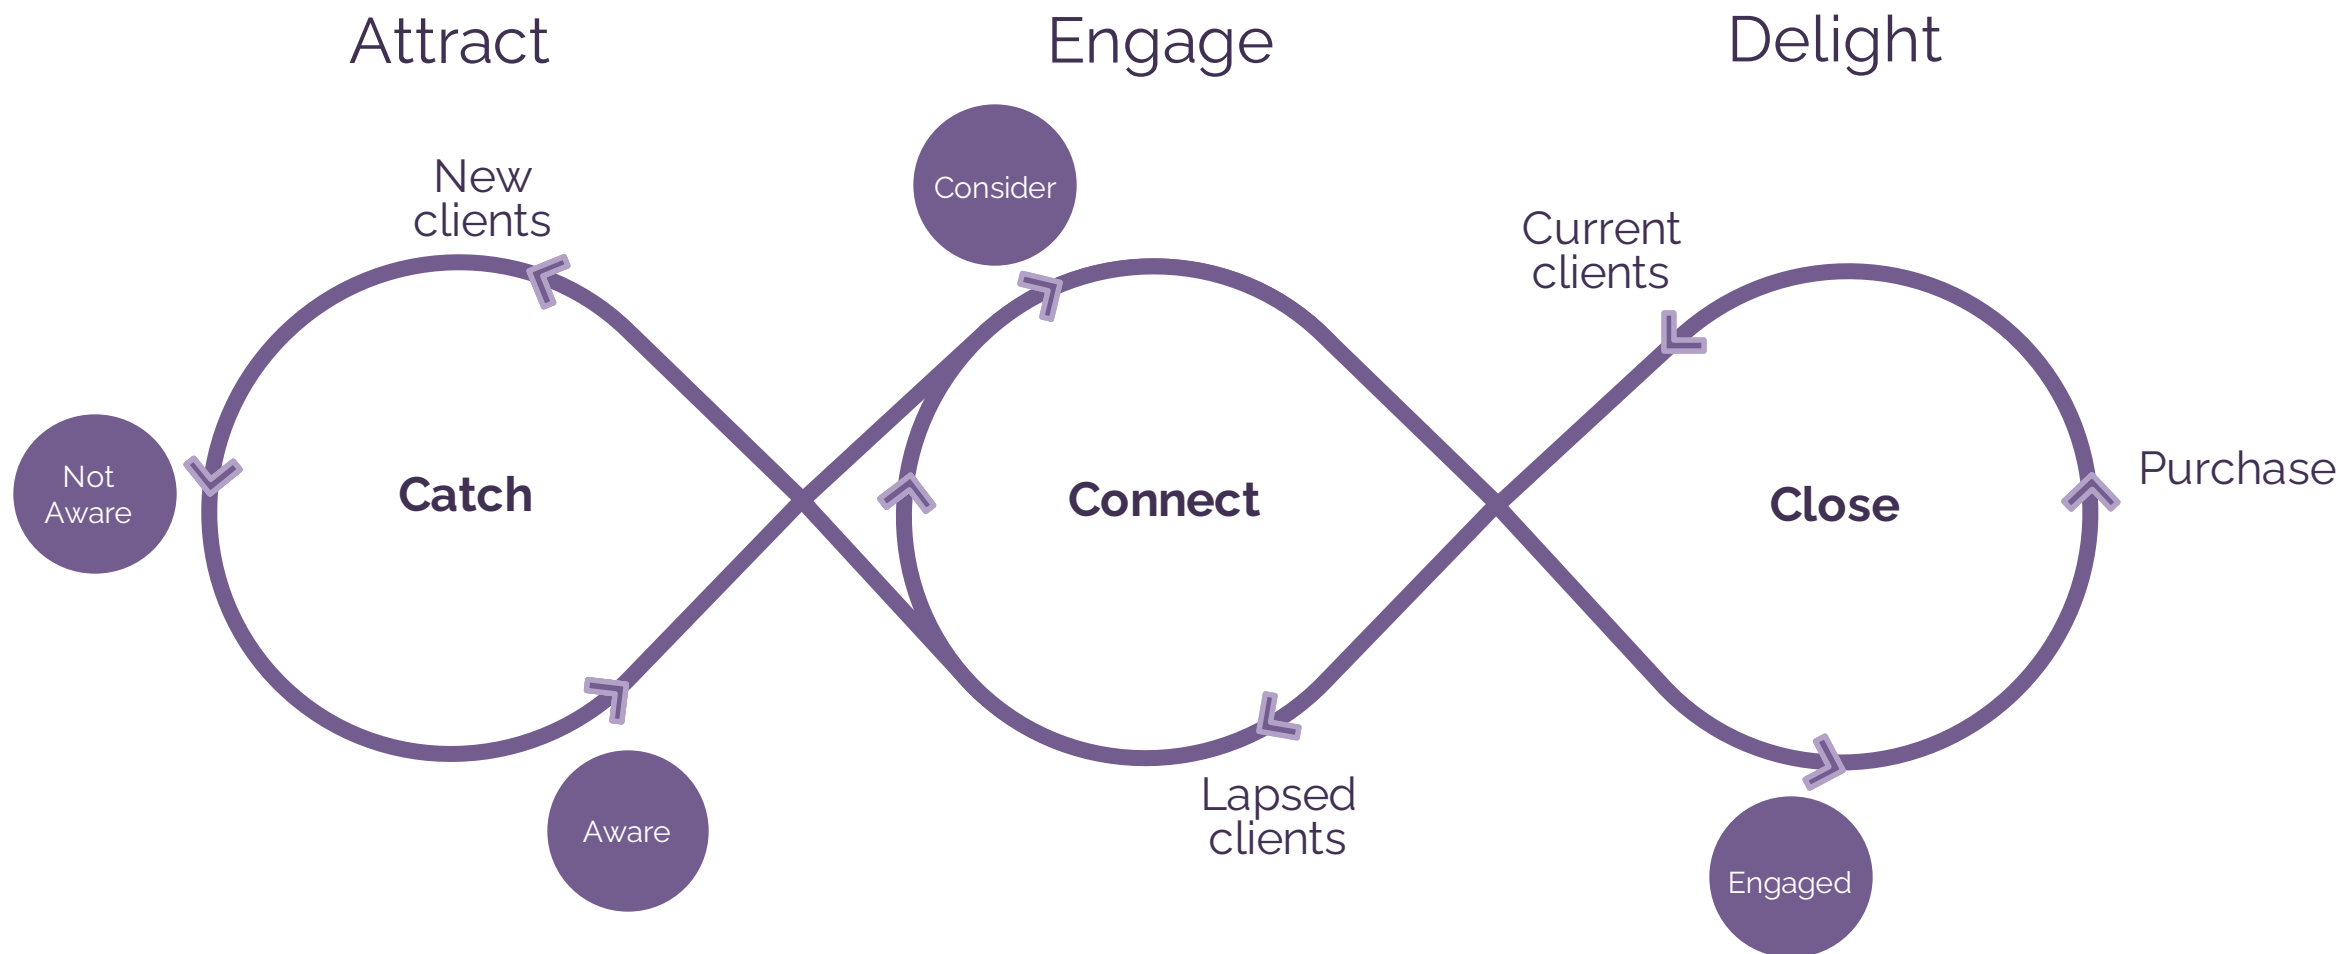 Attract
Engage
Delight
New
clients
Consider
Current
clients
Not
Aware
Catch
Connect
Close
Purchase
Aware
Lapsed
clients
Engaged